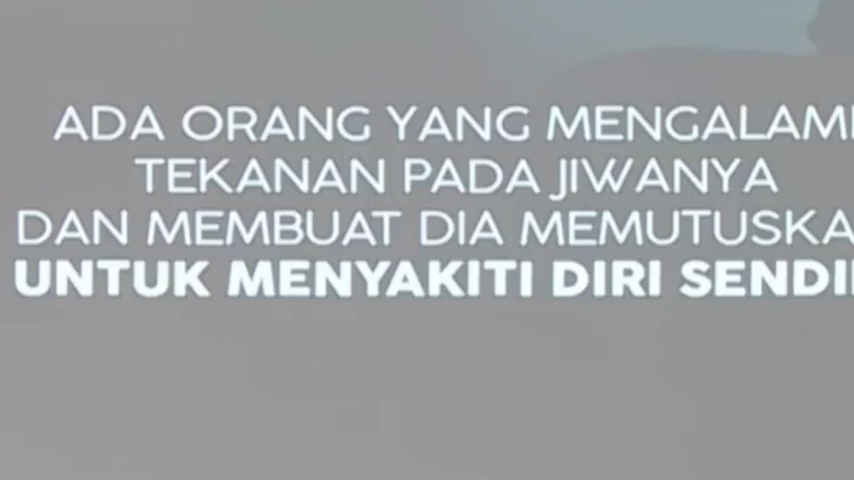 ADA ORANG YANG MENGALAMI
TEKANAN PADA JIWANYA
DAN MEMBUAT DIA MEMUTUSKA
UNTUK MENYAKITI DIRI SENDI